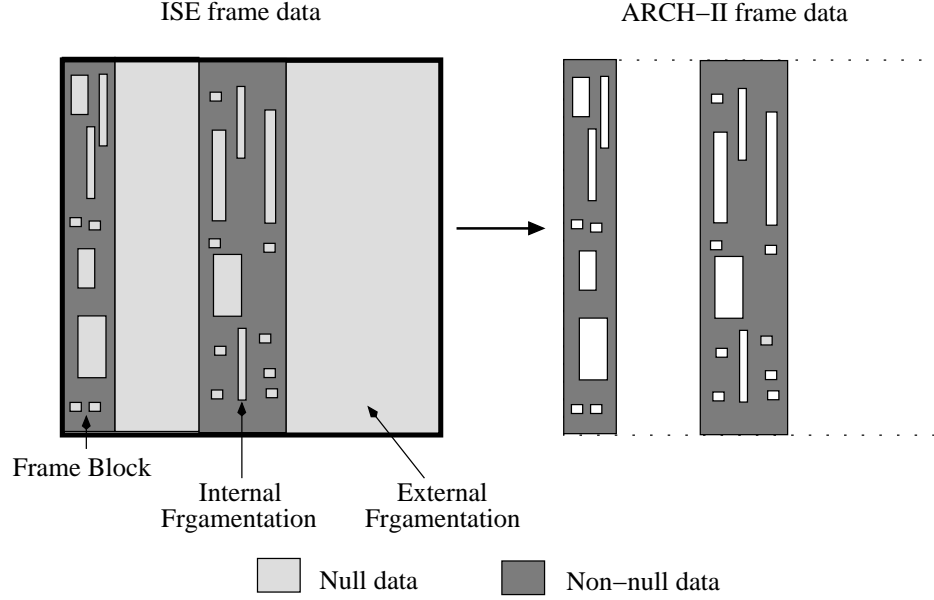 ISE frame data
ARCH−II frame data
Frame Block
Internal
Frgamentation
External
Frgamentation
Null data
Non−null data